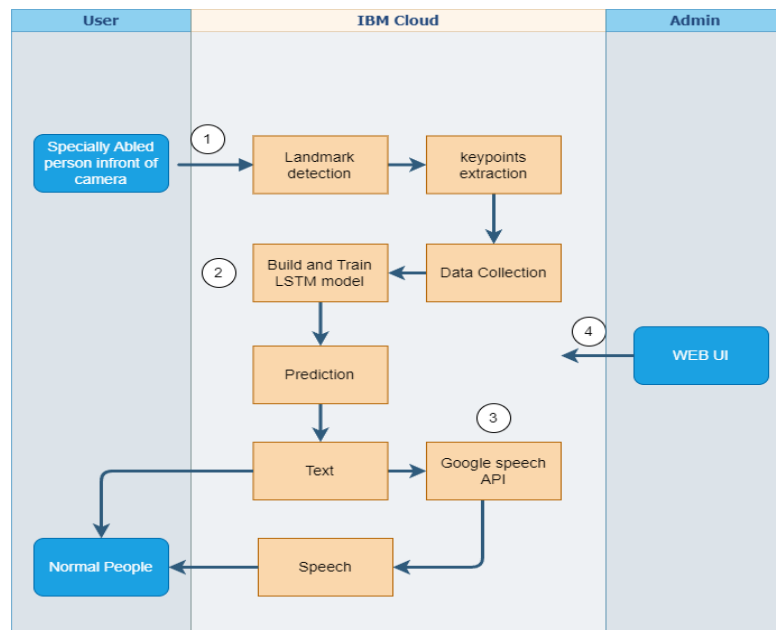 User
IBM Cloud
Admin
1
Specially Abled
person infront of
camera
Landmark
detection
keypoints
extraction
2
Build and Train
LSTM model
Data Collection
4
WEB UI
Prediction
3
Text
Google speech
API
Normal People
Speech